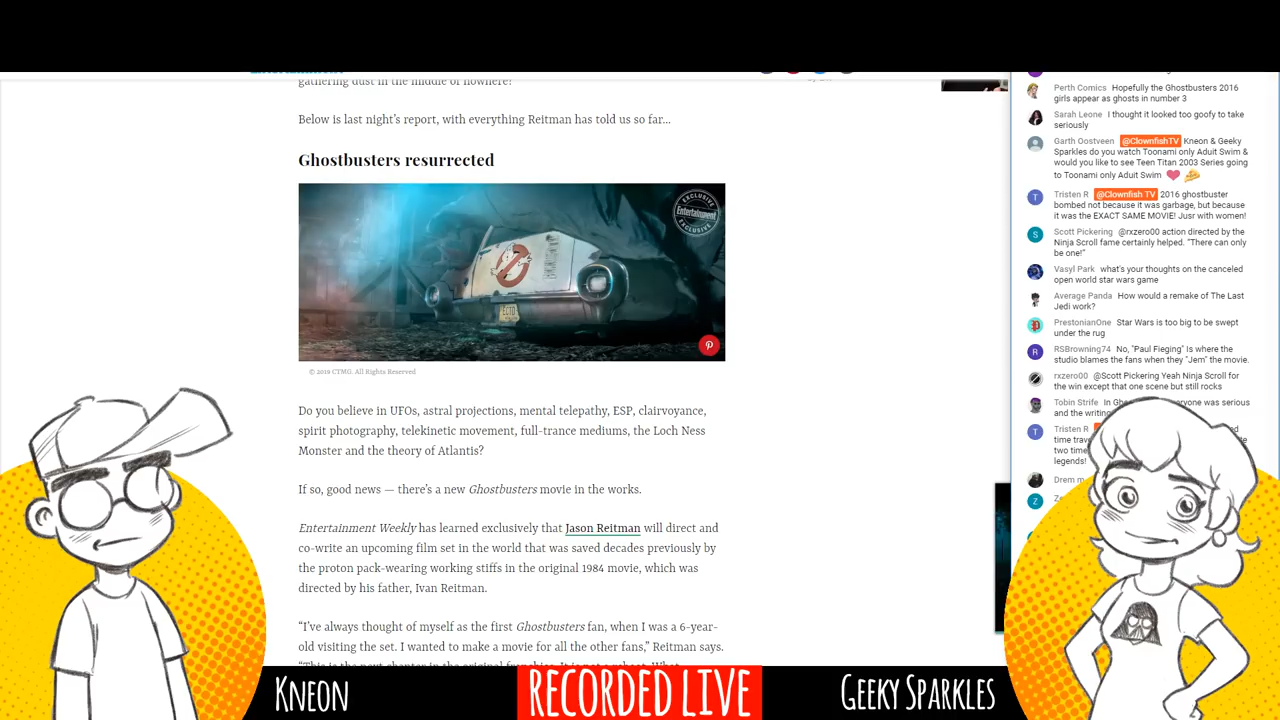 gathering dust in the middle of nowhere?
Below is last night's report, with everything Reitman has told us so far...
Ghostbusters resurrected
EXCLUSIVE
Entertainment
EXCLUSIVE
ECTO
© 2019 CTMG. All Rights Reserved
Do you believe in UFOs, astral projections, mental telepathy, ESP, clairvoyance,
spirit photography, telekinetic movement, full-trance mediums, the Loch Ness
Monster and the theory of Atlantis?
If so, good news — there's a new Ghostbusters movie in the works.
Entertainment Weekly has learned exclusively that Jason Reitman will direct and
co-write an upcoming film set in the world that was saved decades previously by
the proton pack-wearing working stiffs in the original 1984 movie, which was
directed by his father, Ivan Reitman.
“I've always thought of myself as the first Ghostbusters fan, when I was a 6-year-
old visiting the set. I wanted to make a movie for all the other fans,” Reitman says.
Perth Comics Hopefully the Ghostbusters 2016
girls appear as ghosts in number 3
Sarah Leone I thought it looked too goofy to take
seriously
Garth Oostveen @ClownfishTV Kneon & Geeky
Sparkles do you watch Toonami only Aduit Swim &
would you like to see Teen Titan 2003 Series going
to Toonami only Aduit Swim
Tristen R @Clownfish TV 2016 ghostbuster
bombed not because it was garbage, but because
it was the EXACT SAME MOVIE! Jusr with women!
Scott Pickering @rxzero00 action directed by the
Ninja Scroll fame certainly helped. “There can only
be one!”
Vasyl Park what's your thoughts on the canceled
open world star wars game
Average Panda How would a remake of The Last
Jedi work?
PrestonianOne Star Wars is too big to be swept
under the rug
RSBrowning74 No, "Paul Fieging" Is where the
studio blames the fans when they "Jem" the movie.
rxzero00 @Scott Pickering Yeah Ninja Scroll for
the win except that one scene but still rocks
Tobin Strife In
everyone was serious
and the writing
Tristen R
time
two time
legends!
Drem
KNEON
RECORDED LIVE
GEEKY SPARKLES